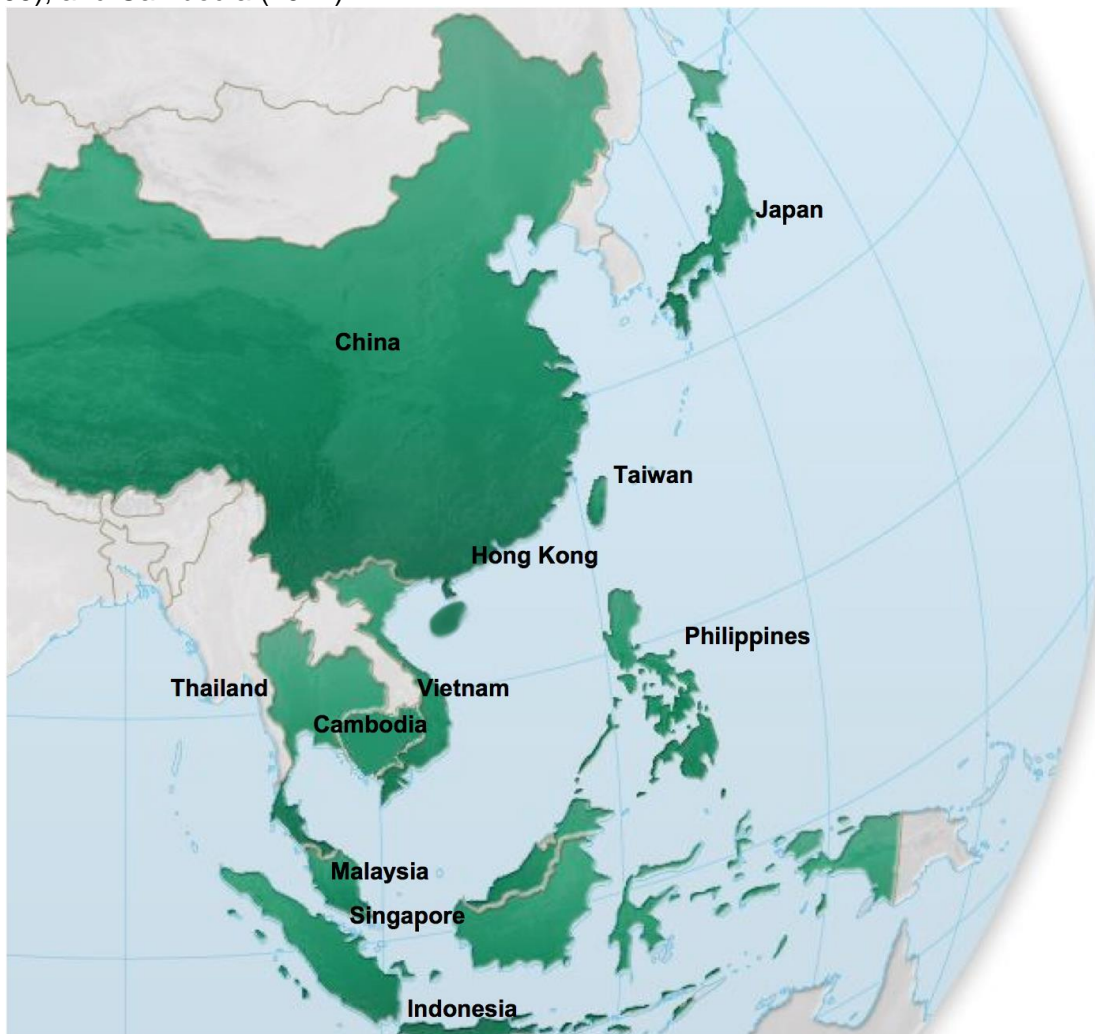 Japan
China
Taiwan
Hong Kong
Philippines
Thailand
Vietnam
Cambodia
Malaysia
Singapore
Indonesia